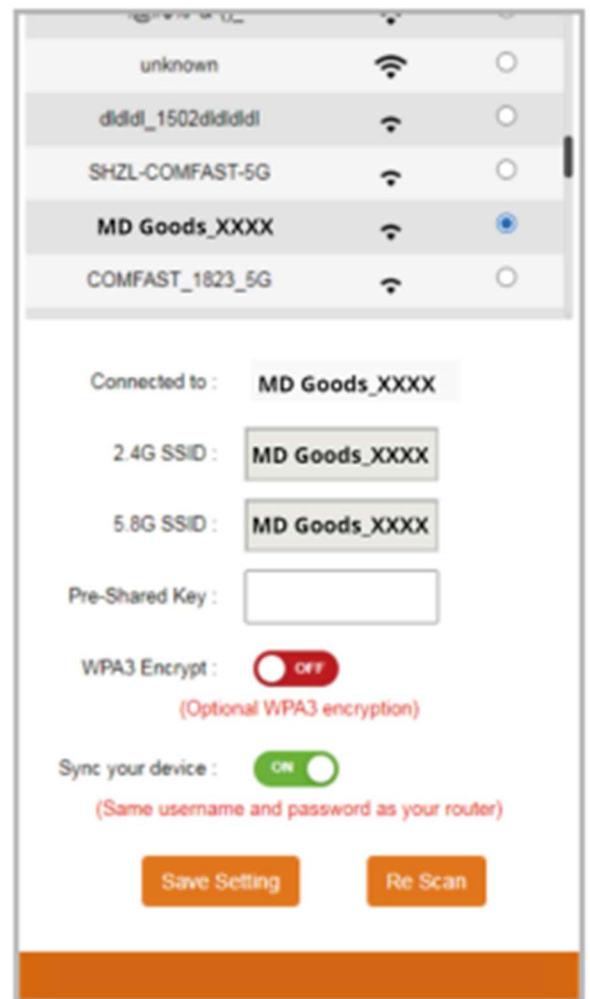 unknown
dldldl_1502dldldldl
SHZL-COMFAST-5G
MD Goods_XXXX
COMFAST_1823_5G
Connected to : MD Goods_XXXX
2.4G SSID : MD Goods_XXXX
5.8G SSID : MD Goods_XXXX
Pre-Shared Key :
WPA3 Encrypt : OFF
(Optional WPA3 encryption)
Sync your device : ON
(Same username and password as your router)
Save Setting Re Scan